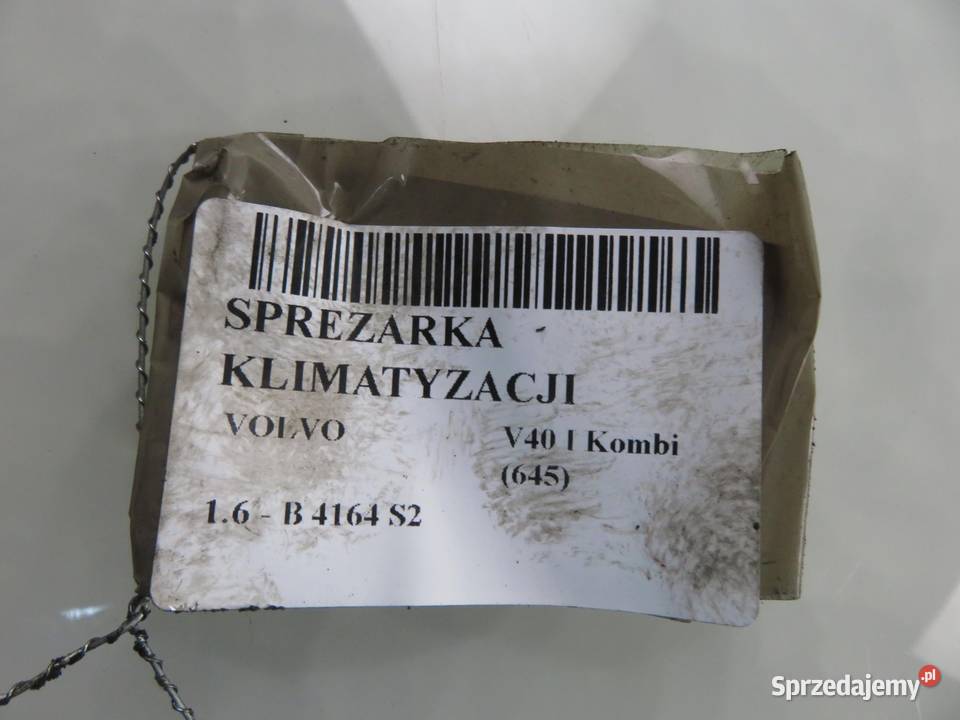 SPREZARKA
KLIMATYZACJI
VOLVO
V40 I Kombi
(645)
1.6 - B 4164 S2
Sprzedajemy.pl